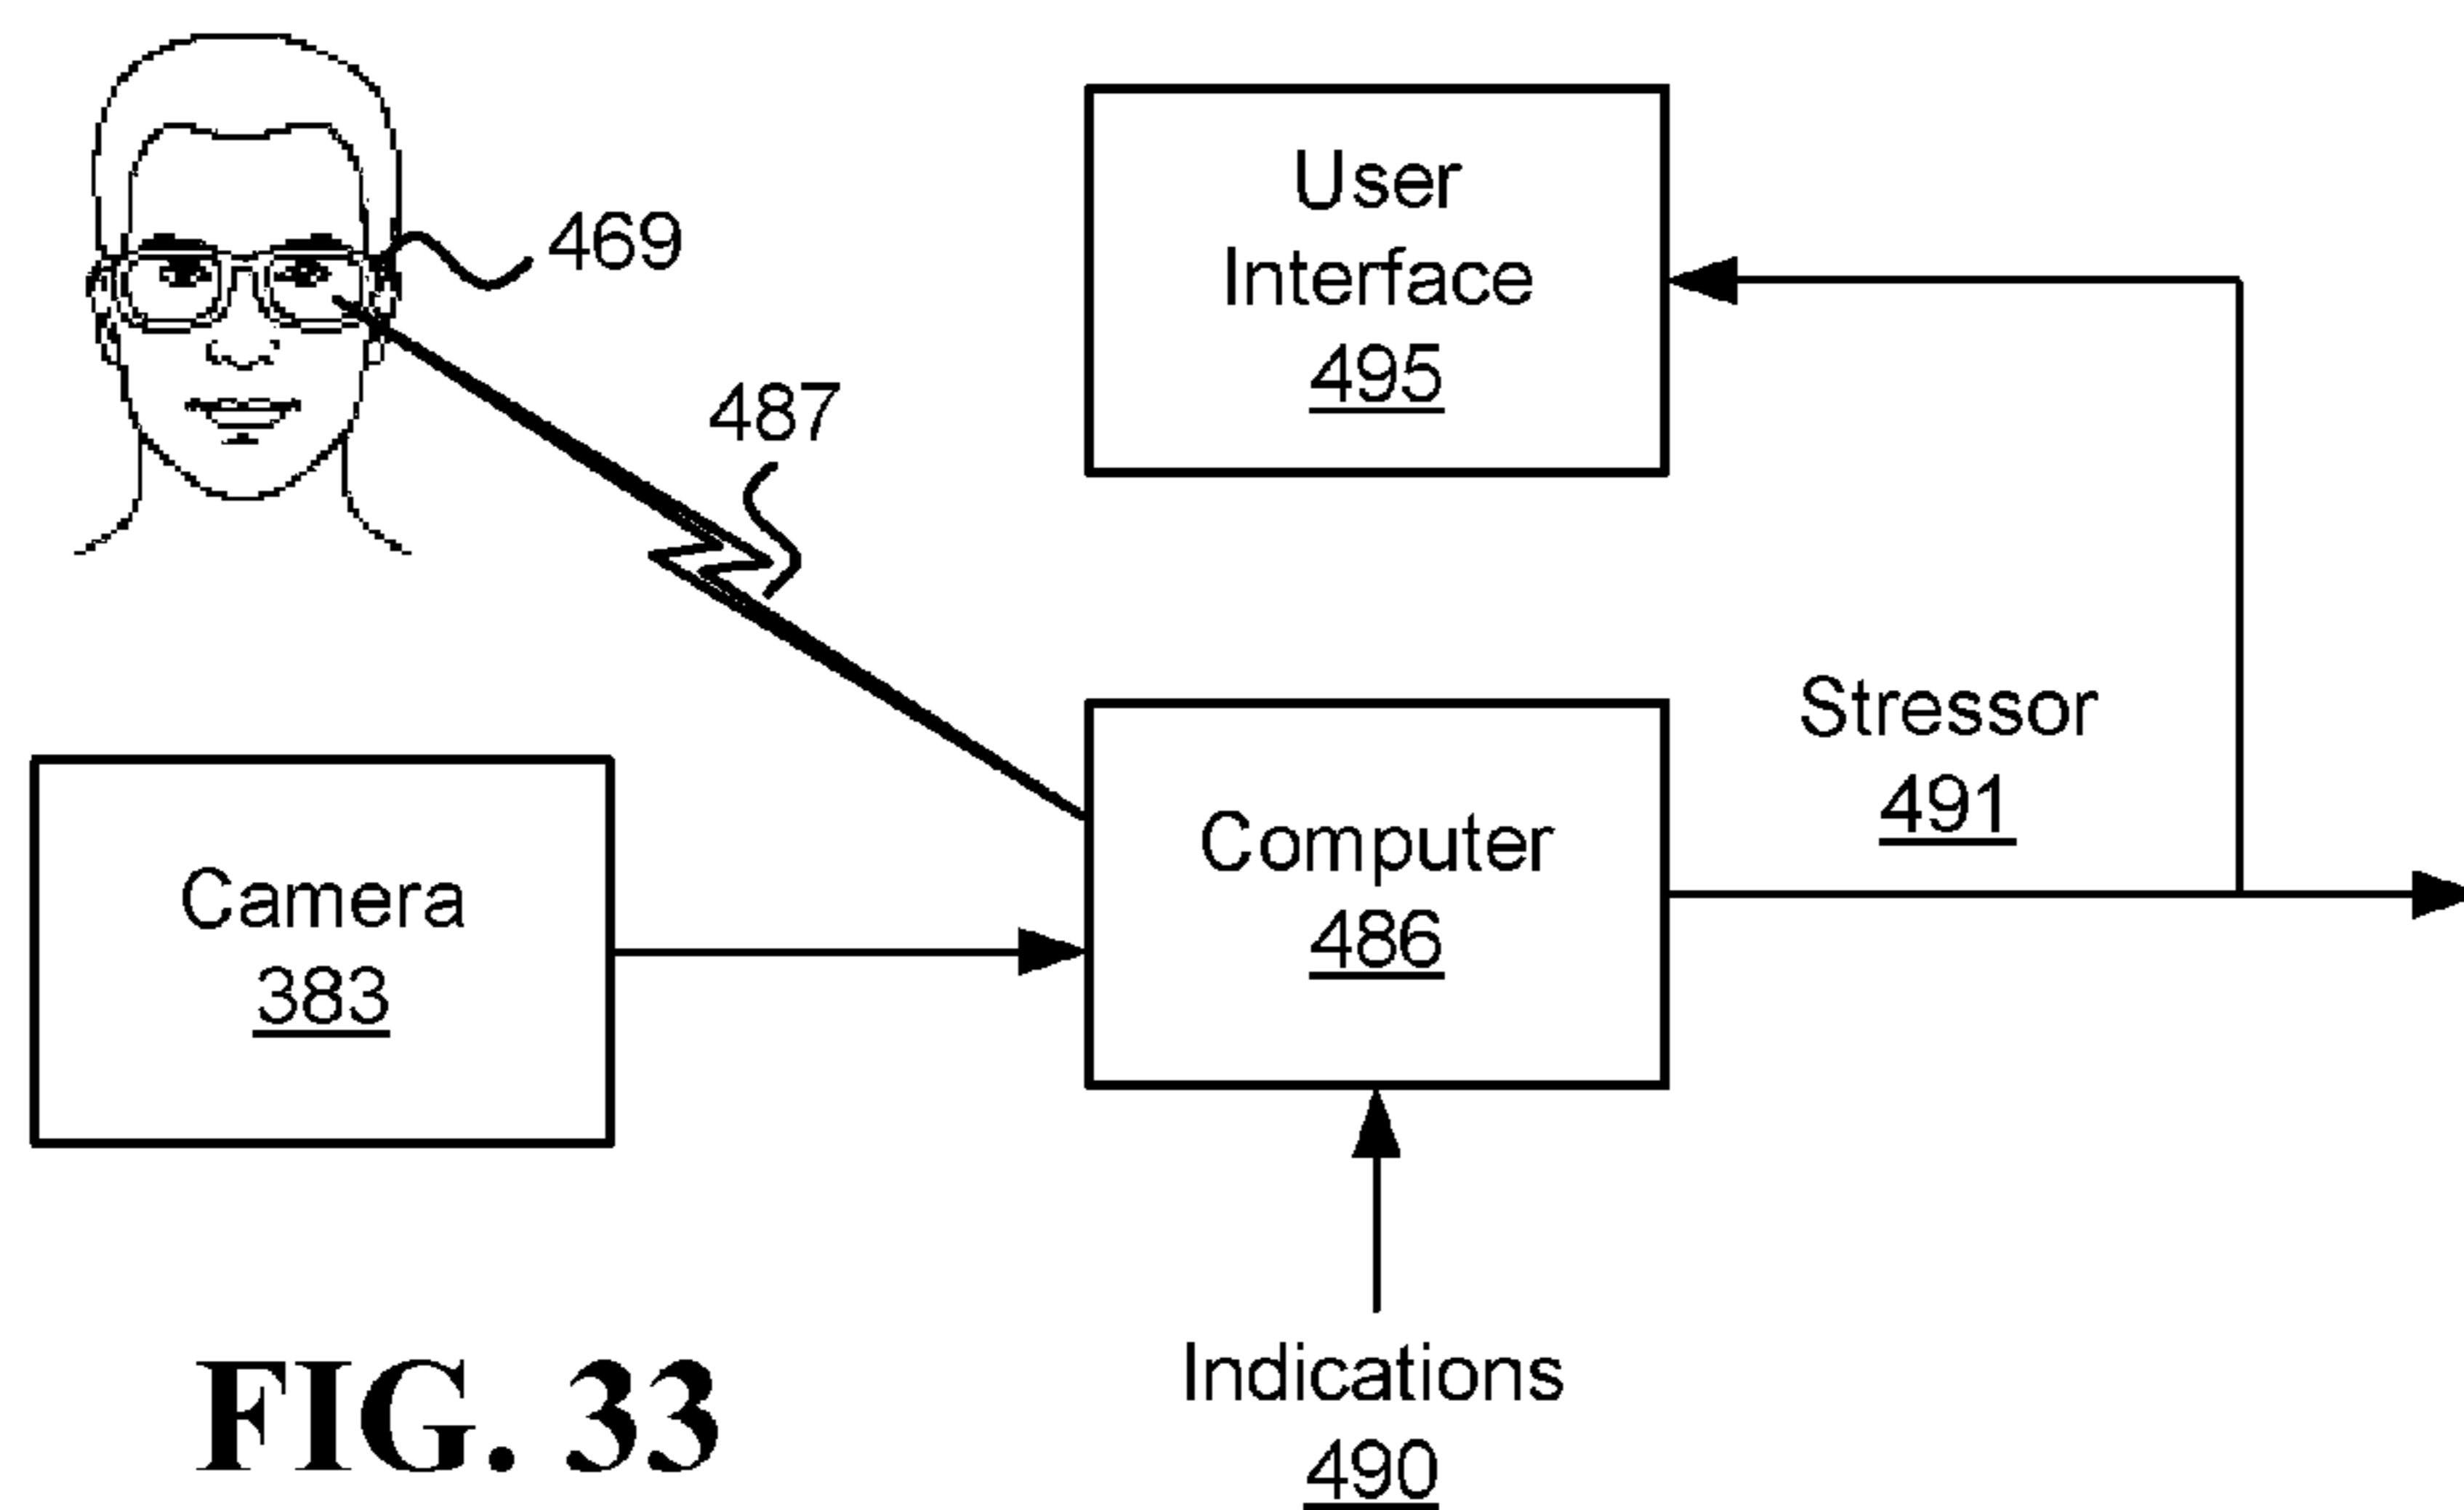 469
487
User
Interface
495
Stressor
491
Camera
383
Computer
486
Indications
490
FIG. 33